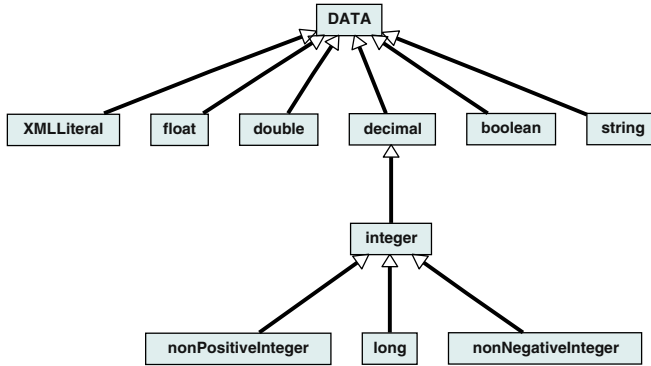 DATA
XMLLiteral
float
double
decimal
boolean
string
integer
nonPositiveInteger
long
nonNegativeInteger